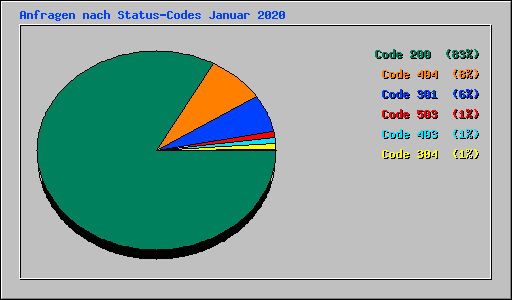 Anfragen nach Status-Codes Januar 2020
Code 200 (83%)
Code 404 (8%)
Code 301 (6%)
Code 503 (1%)
Code 403 (1%)
Code 304 (1%)